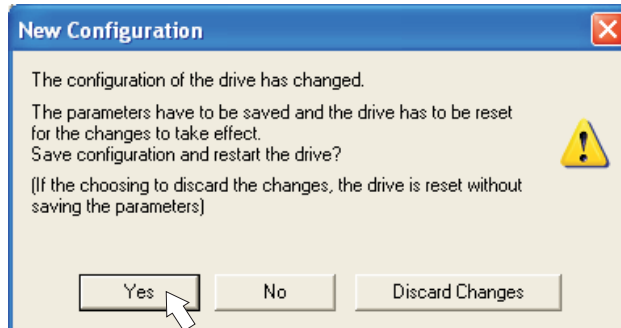 New Configuration
The configuration of the drive has changed.
The parameters have to be saved and the drive has to be reset
for the changes to take effect.
Save configuration and restart the drive?
(If the choosing to discard the changes, the drive is reset without
saving the parameters)
Yes No Discard Changes